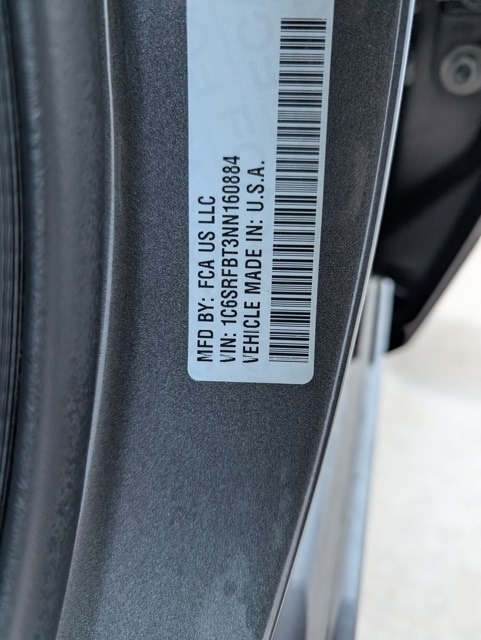 MFD BY: FCA US LLC
VIN: 1C6SRFBT3NN160884
VEHICLE MADE IN: U.S.A.